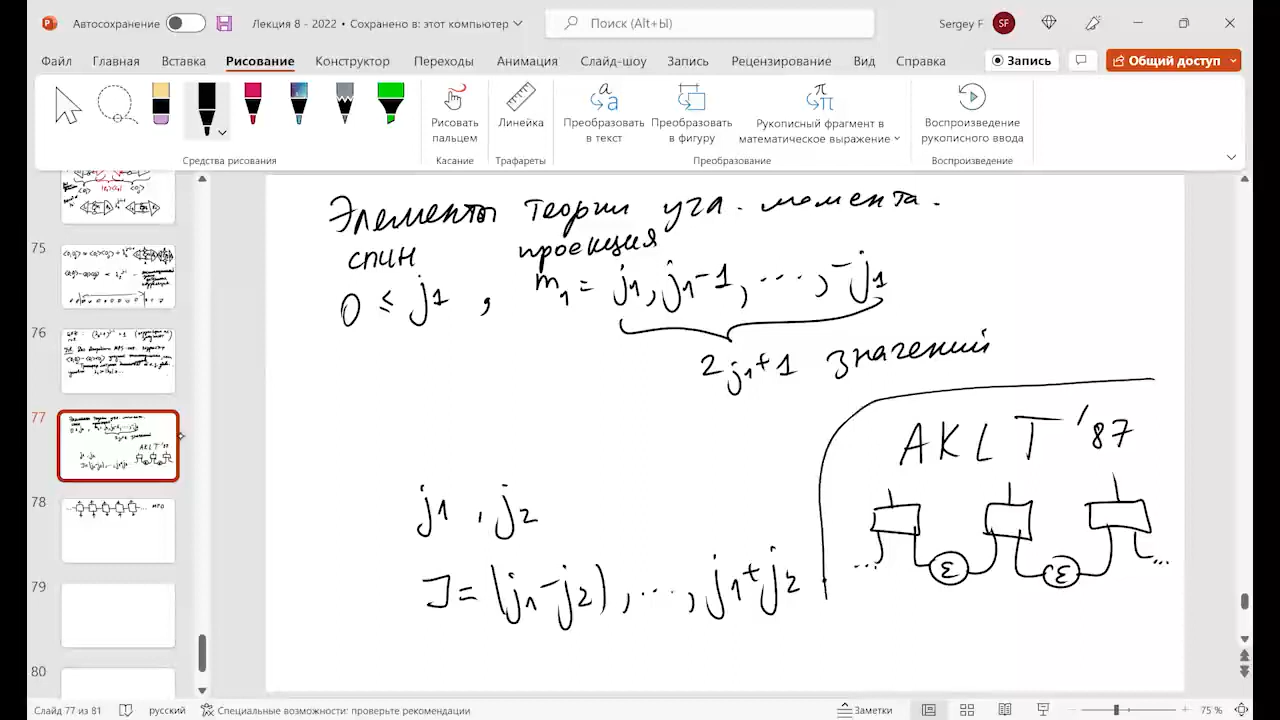 Автосохранение
Лекция 8 - 2022 • Сохранено в: этот компьютер
Поиск (Alt+Ы)
Sergey F
SF
Файл Главная Вставка Рисование Конструктор Переходы Анимация Слайд-шоу Запись Рецензирование Вид Справка
Запись
Общий доступ
Рисовать пальцем
Линейка
Преобразовать в текст
Преобразовать в фигуру
Рукописный фрагмент в математическое выражение
Воспроизведение рукописного ввода
Средства рисования
Касание
Трафареты
Преобразование
Воспроизведение
75
76
77
78
79
80
MPO
Элементы теории угл. момента.
спин проекция
0 ≤ j1 , m1 = j1, j1-1, ..., -j1
2j1+1 значений
AKLT '87
j1 , j2
J = |j1-j2|, ..., j1+j2
... ε ε ...
Слайд 77 из 81
русский
Специальные возможности: проверьте рекомендации
Заметки
75 %